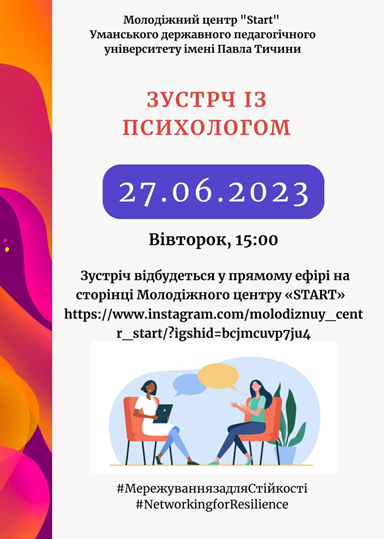 Молодіжний центр "Start"
Уманського державного педагогічного
університету імені Павла Тичини
ЗУСТРЧ ІЗ
ПСИХОЛОГОМ
27.06.2023
Вівторок, 15:00
Зустріч відбудеться у прямому ефірі на
сторінці Молодіжного центру «START»
https://www.instagram.com/molodiznuy_cent
r_start/?igshid=bcjmcuvp7ju4
#МережуваннязадляСтійкості
#NetworkingforResilience